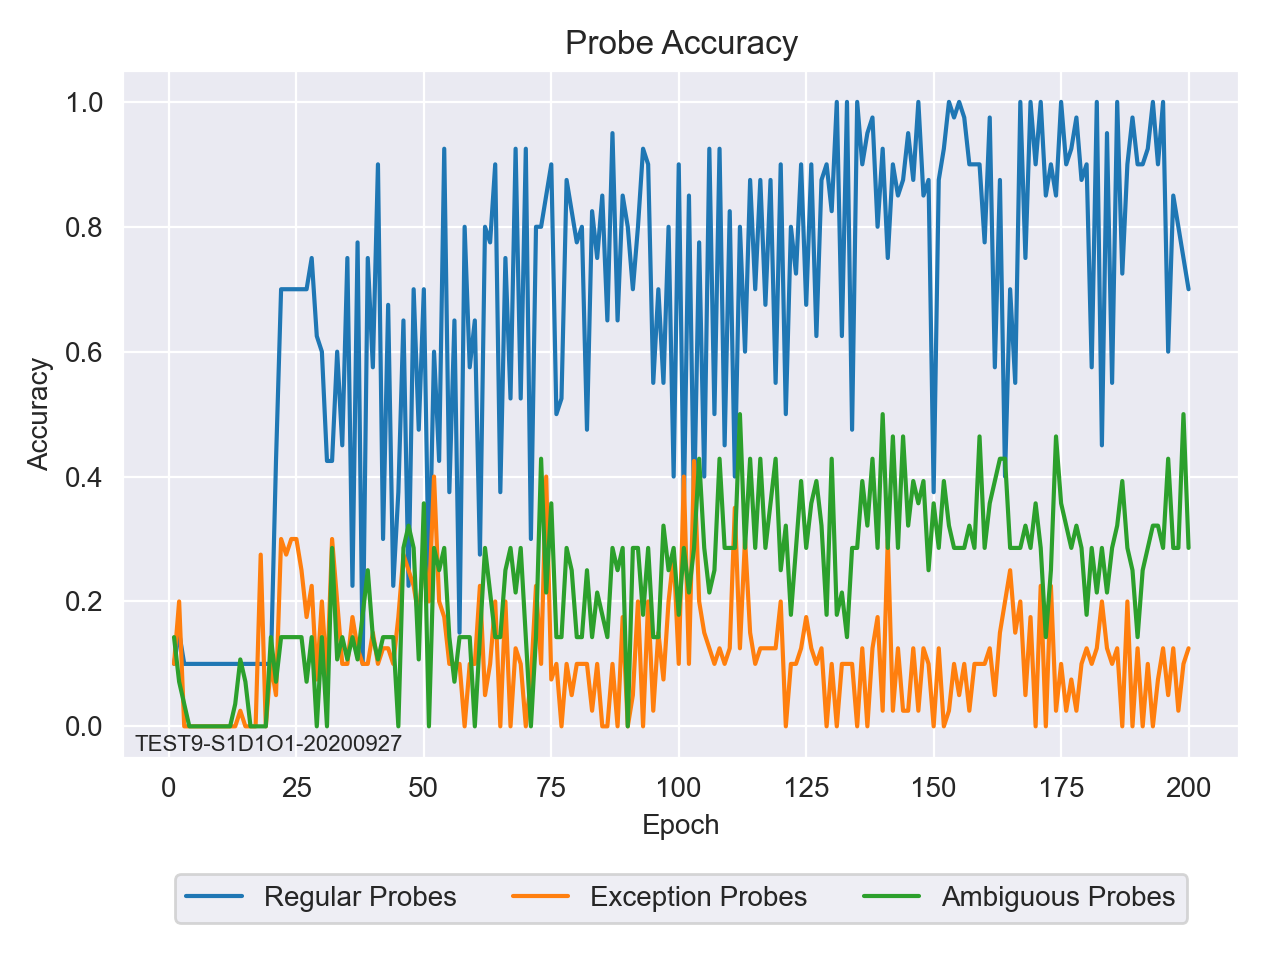 Probe Accuracy
1.0
0.8
0.6
0.4
0.2
0.0
Accuracy
TEST9-S1D1O1-20200927
0 25 50 75 100 125 150 175 200
Epoch
Regular Probes Exception Probes Ambiguous Probes